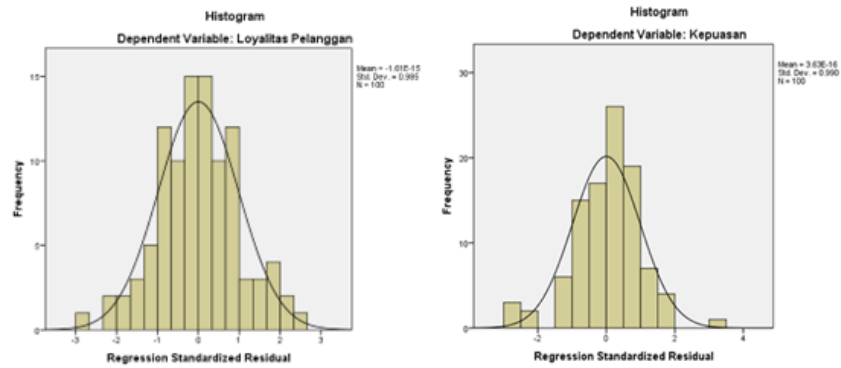 Histogram
Dependent Variable: Loyalitas Pelanggan
Mean = -1.01E-15
Std. Dev. = 0.985
N = 100
15
10
5
0
Frequency
-3 -2 -1 0 1 2 3
Regression Standardized Residual
Histogram
Dependent Variable: Kepuasan
Mean = 3.63E-16
Std. Dev. = 0.990
N = 100
30
20
10
0
Frequency
-2 0 2 4
Regression Standardized Residual